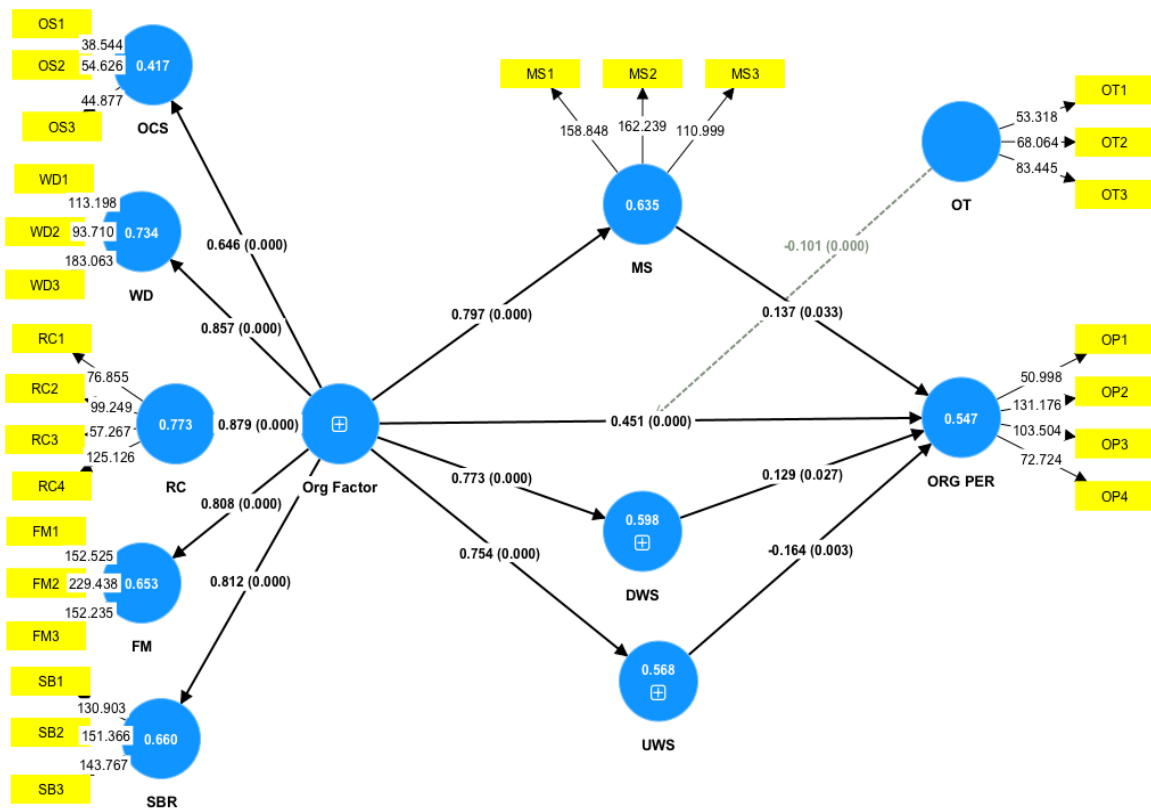 OS1
38.544
OS2
54.626
0.417
44.877
OS3
OCS
WD1
113.198
WD2
93.710
0.734
183.063
WD3
WD
RC1
76.855
RC2
99.249
0.773
RC3
57.267
125.126
RC4
RC
FM1
152.525
FM2
229.438
0.653
152.235
FM3
FM
SB1
130.903
SB2
151.366
0.660
143.767
SB3
SBR
0.646 (0.000)
0.857 (0.000)
0.879 (0.000)
0.808 (0.000)
0.812 (0.000)
Org Factor
MS1
MS2
MS3
158.848
162.239
110.999
0.635
MS
0.797 (0.000)
0.451 (0.000)
0.773 (0.000)
0.754 (0.000)
0.598
DWS
0.568
UWS
-0.101 (0.000)
0.137 (0.033)
0.129 (0.027)
-0.164 (0.003)
OT
53.318
OT1
68.064
OT2
83.445
OT3
0.547
ORG PER
50.998
OP1
131.176
OP2
103.504
OP3
72.724
OP4